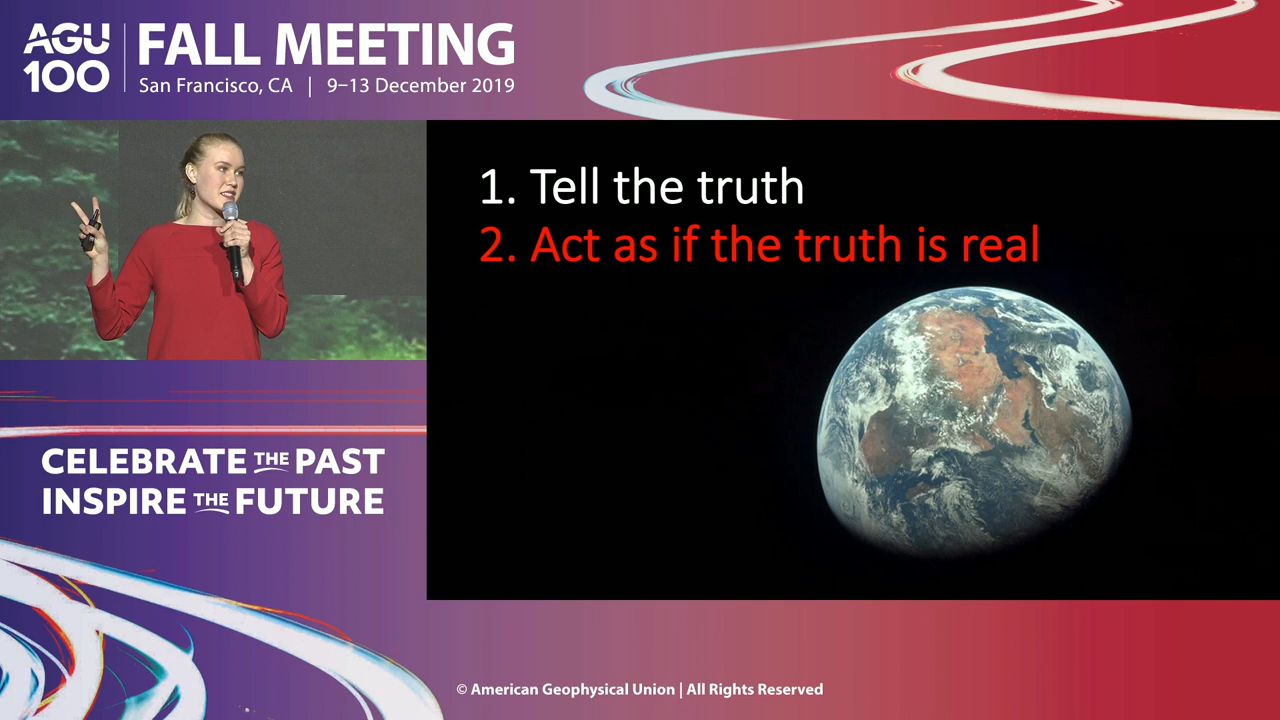 AGU
100
FALL MEETING
San Francisco, CA | 9–13 December 2019
1. Tell the truth
2. Act as if the truth is real
CELEBRATE THE PAST
INSPIRE THE FUTURE
© American Geophysical Union | All Rights Reserved